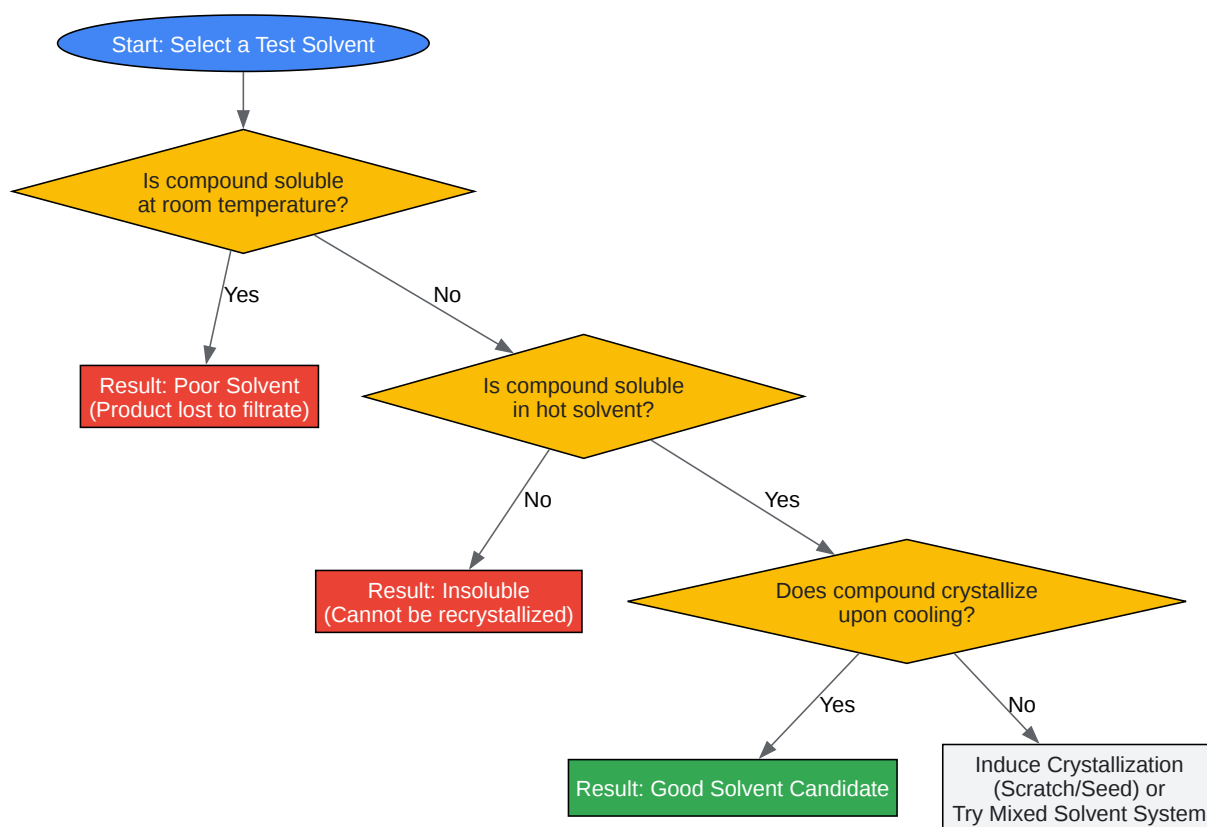 Start: Select a Test Solvent
Is compound soluble
at room temperature?
Yes
No
Result: Poor Solvent
(Product lost to filtrate)
Is compound soluble
in hot solvent?
No
Yes
Result: Insoluble
(Cannot be recrystallized)
Does compound crystallize
upon cooling?
Yes
No
Result: Good Solvent Candidate
Induce Crystallization
(Scratch/Seed) or
Try Mixed Solvent System